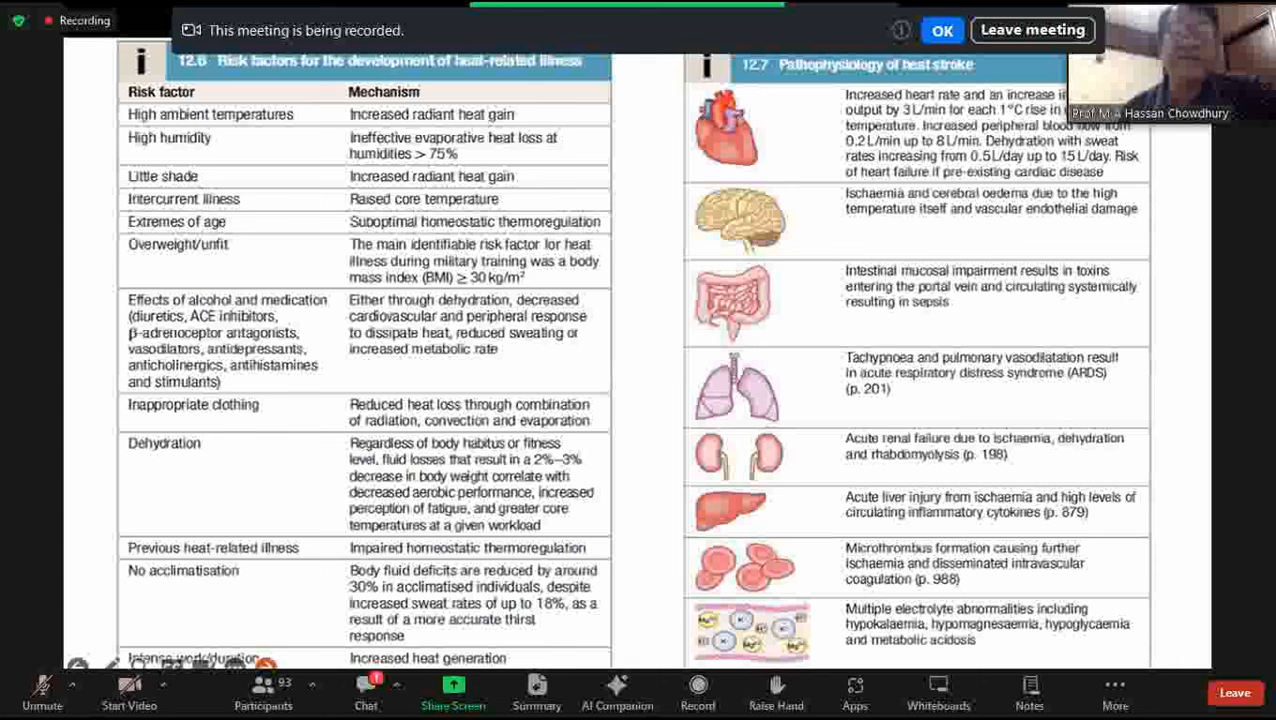 Recording
This meeting is being recorded.
OK
Leave meeting
Prof M A Hassan Chowdhury
i
12.6 Risk factors for the development of heat-related illness
Risk factor
Mechanism
High ambient temperatures
Increased radiant heat gain
High humidity
Ineffective evaporative heat loss at
humidities > 75%
Little shade
Increased radiant heat gain
Intercurrent illness
Raised core temperature
Extremes of age
Suboptimal homeostatic thermoregulation
Overweight/unfit
The main identifiable risk factor for heat
illness during military training was a body
mass index (BMI) ≥ 30 kg/m²
Effects of alcohol and medication
(diuretics, ACE inhibitors,
β-adrenoceptor antagonists,
vasodilators, antidepressants,
anticholinergics, antihistamines
and stimulants)
Either through dehydration, decreased
cardiovascular and peripheral response
to dissipate heat, reduced sweating or
increased metabolic rate
Inappropriate clothing
Reduced heat loss through combination
of radiation, convection and evaporation
Dehydration
Regardless of body habitus or fitness
level, fluid losses that result in a 2%–3%
decrease in body weight correlate with
decreased aerobic performance, increased
perception of fatigue, and greater core
temperatures at a given workload
Previous heat-related illness
Impaired homeostatic thermoregulation
No acclimatisation
Body fluid deficits are reduced by around
30% in acclimatised individuals, despite
increased sweat rates of up to 18%, as a
result of a more accurate thirst
response
Intense work/duration
Increased heat generation
i
12.7 Pathophysiology of heat stroke
Increased heart rate and an increase
output by 3 L/min for each 1°C rise in
temperature. Increased peripheral blood flow from
0.2 L/min up to 8 L/min. Dehydration with sweat
rates increasing from 0.5 L/day up to 15 L/day. Risk
of heart failure if pre-existing cardiac disease
Ischaemia and cerebral oedema due to the high
temperature itself and vascular endothelial damage
Intestinal mucosal impairment results in toxins
entering the portal vein and circulating systemically
resulting in sepsis
Tachypnoea and pulmonary vasodilatation result
in acute respiratory distress syndrome (ARDS)
(p. 201)
Acute renal failure due to ischaemia, dehydration
and rhabdomyolysis (p. 198)
Acute liver injury from ischaemia and high levels of
circulating inflammatory cytokines (p. 879)
Microthrombus formation causing further
ischaemia and disseminated intravascular
coagulation (p. 988)
Multiple electrolyte abnormalities including
hypokalaemia, hypomagnesaemia, hypoglycaemia
and metabolic acidosis
Unmute
Start Video
93
Participants
Chat
Share Screen
Summary
AI Companion
Record
Raise Hand
Apps
Whiteboards
Notes
More
Leave